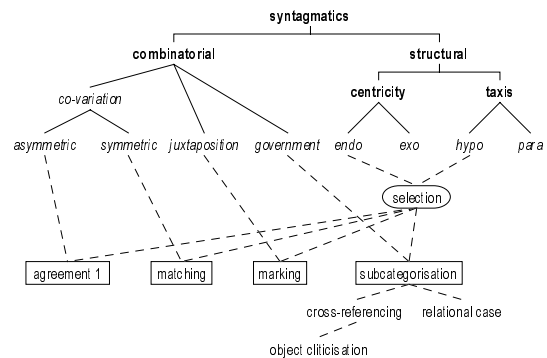 syntagmatics
combinatorial structural
co-variation centricity taxis
asymmetric symmetric juxtaposition government endo exo hypo para
selection
agreement 1 matching marking subcategorisation
cross-referencing relational case
object cliticisation